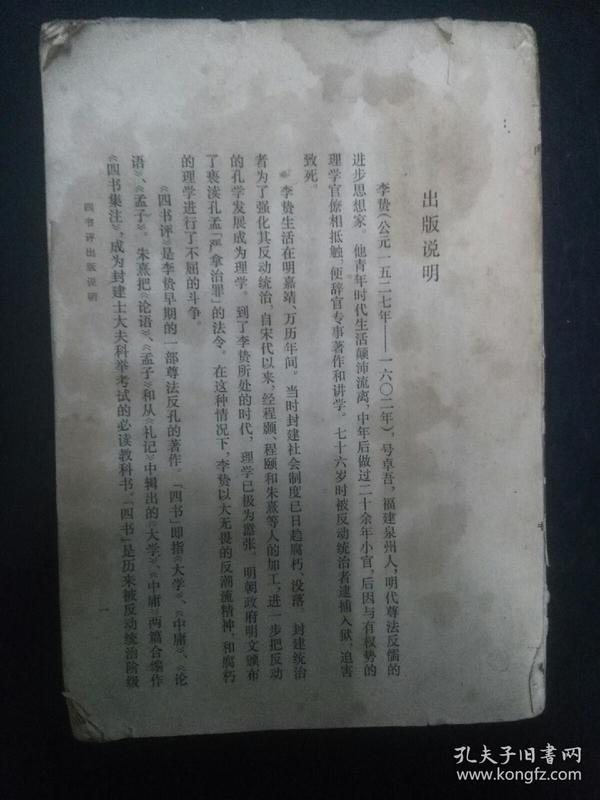 出版说明
李贽(公元一五二七年——一六〇二年),号卓吾,福建泉州人,明代尊法反儒的
进步思想家。他青年时代生活颠沛流离,中年后做过二十余年小官,后因与有权势的
理学官僚相抵触,便辞官专事著作和讲学。七十六岁时被反动统治者逮捕入狱,迫害
致死。
李贽生活在明嘉靖、万历年间。当时封建社会制度已日趋腐朽、没落。封建统治
者为了强化其反动统治,自宋代以来,经程颢、程颐和朱熹等人的加工,进一步把反动
的孔学发展成为理学。到了李贽所处的时代,理学已极为嚣张,明朝政府明文颁布
了亵渎孔孟「严拿治罪」的法令。在这种情况下,李贽以大无畏的反潮流精神,和腐朽
的理学进行了不屈的斗争。
《四书评》是李贽早期的一部尊法反孔的著作。「四书」即指《大学》、《中庸》、《论
语》、《孟子》。朱熹把《论语》、《孟子》和从《礼记》中辑出的《大学》、《中庸》两篇合编作
《四书集注》,成为封建士大夫科举考试的必读教科书。「四书」是历来被反动统治阶级
四书评出版说明
一
孔夫子旧书网
www.kongfz.com